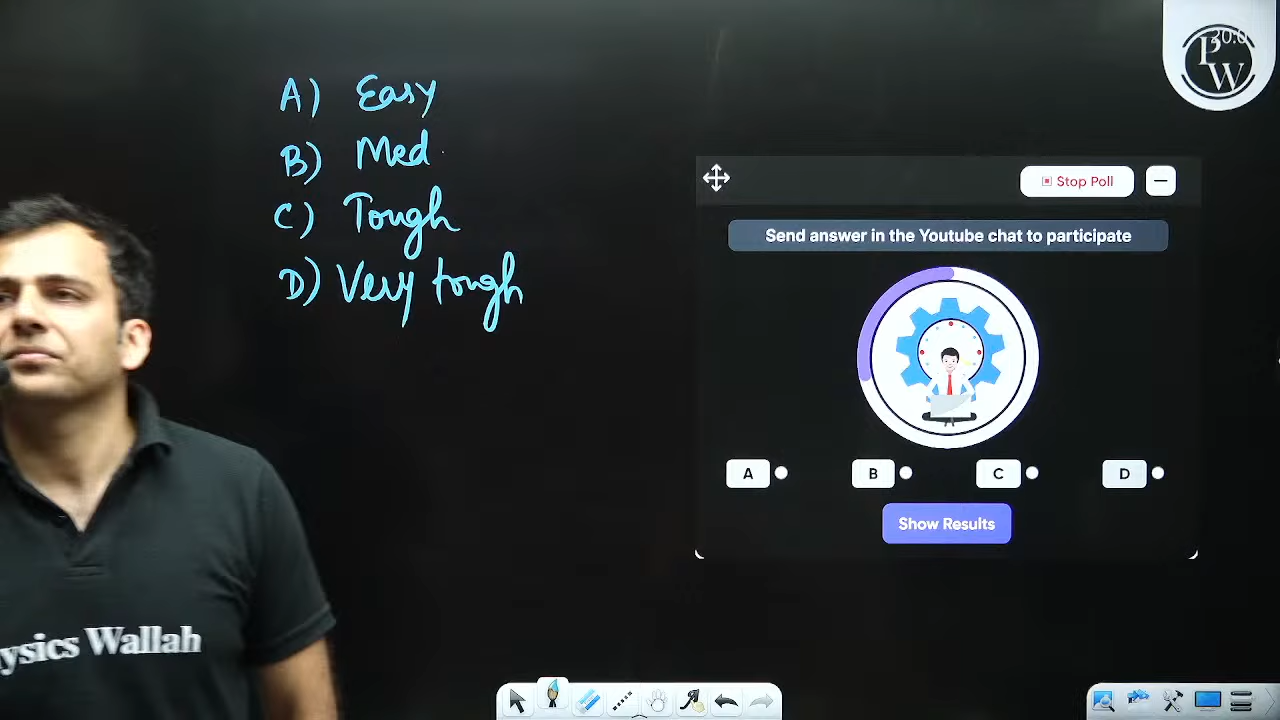 A) Easy
B) Med
C) Tough
D) Very tough
PW
Stop Poll
Send answer in the Youtube chat to participate
A B C D
Show Results
ysics Wallah